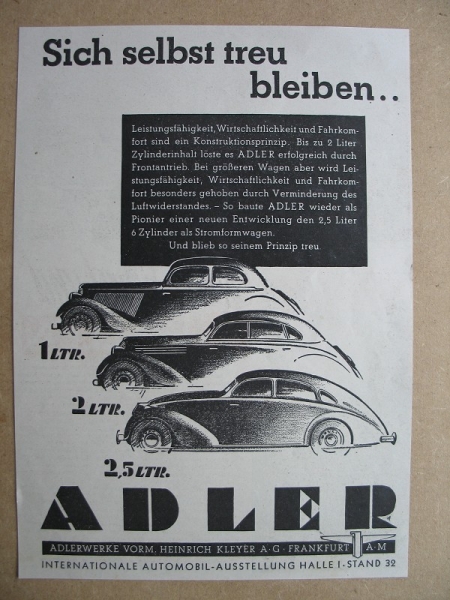 Sich selbst treu
bleiben..
Leistungsfähigkeit, Wirtschaftlichkeit und Fahrkom-
fort sind ein Konstruktionsprinzip. Bis zu 2 Liter
Zylinderinhalt löste es ADLER erfolgreich durch
Frontantrieb. Bei größeren Wagen aber wird Lei-
stungsfähigkeit, Wirtschaftlichkeit und Fahrkom-
fort besonders gehoben durch Verminderung des
Luftwiderstandes. – So baute ADLER wieder als
Pionier einer neuen Entwicklung den 2,5 Liter
6 Zylinder als Stromformwagen.
Und blieb so seinem Prinzip treu.
1 LTR.
2 LTR.
2,5 LTR.
ADLER
ADLERWERKE VORM. HEINRICH KLEYER A·G·FRANKFURT A·M
INTERNATIONALE AUTOMOBIL-AUSSTELLUNG HALLE I·STAND 32